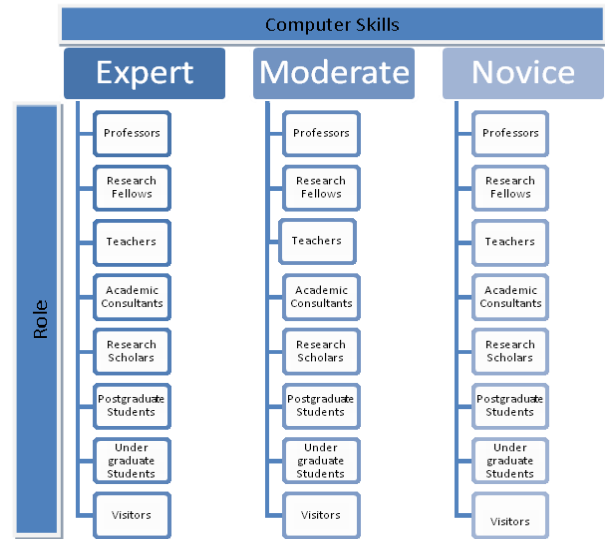 Computer Skills
Expert
Moderate
Novice
Role
Professors
Research
Fellows
Teachers
Academic
Consultants
Research
Scholars
Postgraduate
Students
Under
graduate
Students
Visitors
Professors
Research
Fellows
Teachers
Academic
Consultants
Research
Scholars
Postgraduate
Students
Under
graduate
Students
Visitors
Professors
Research
Fellows
Teachers
Academic
Consultants
Research
Scholars
Postgraduate
Students
Under
graduate
Students
Visitors